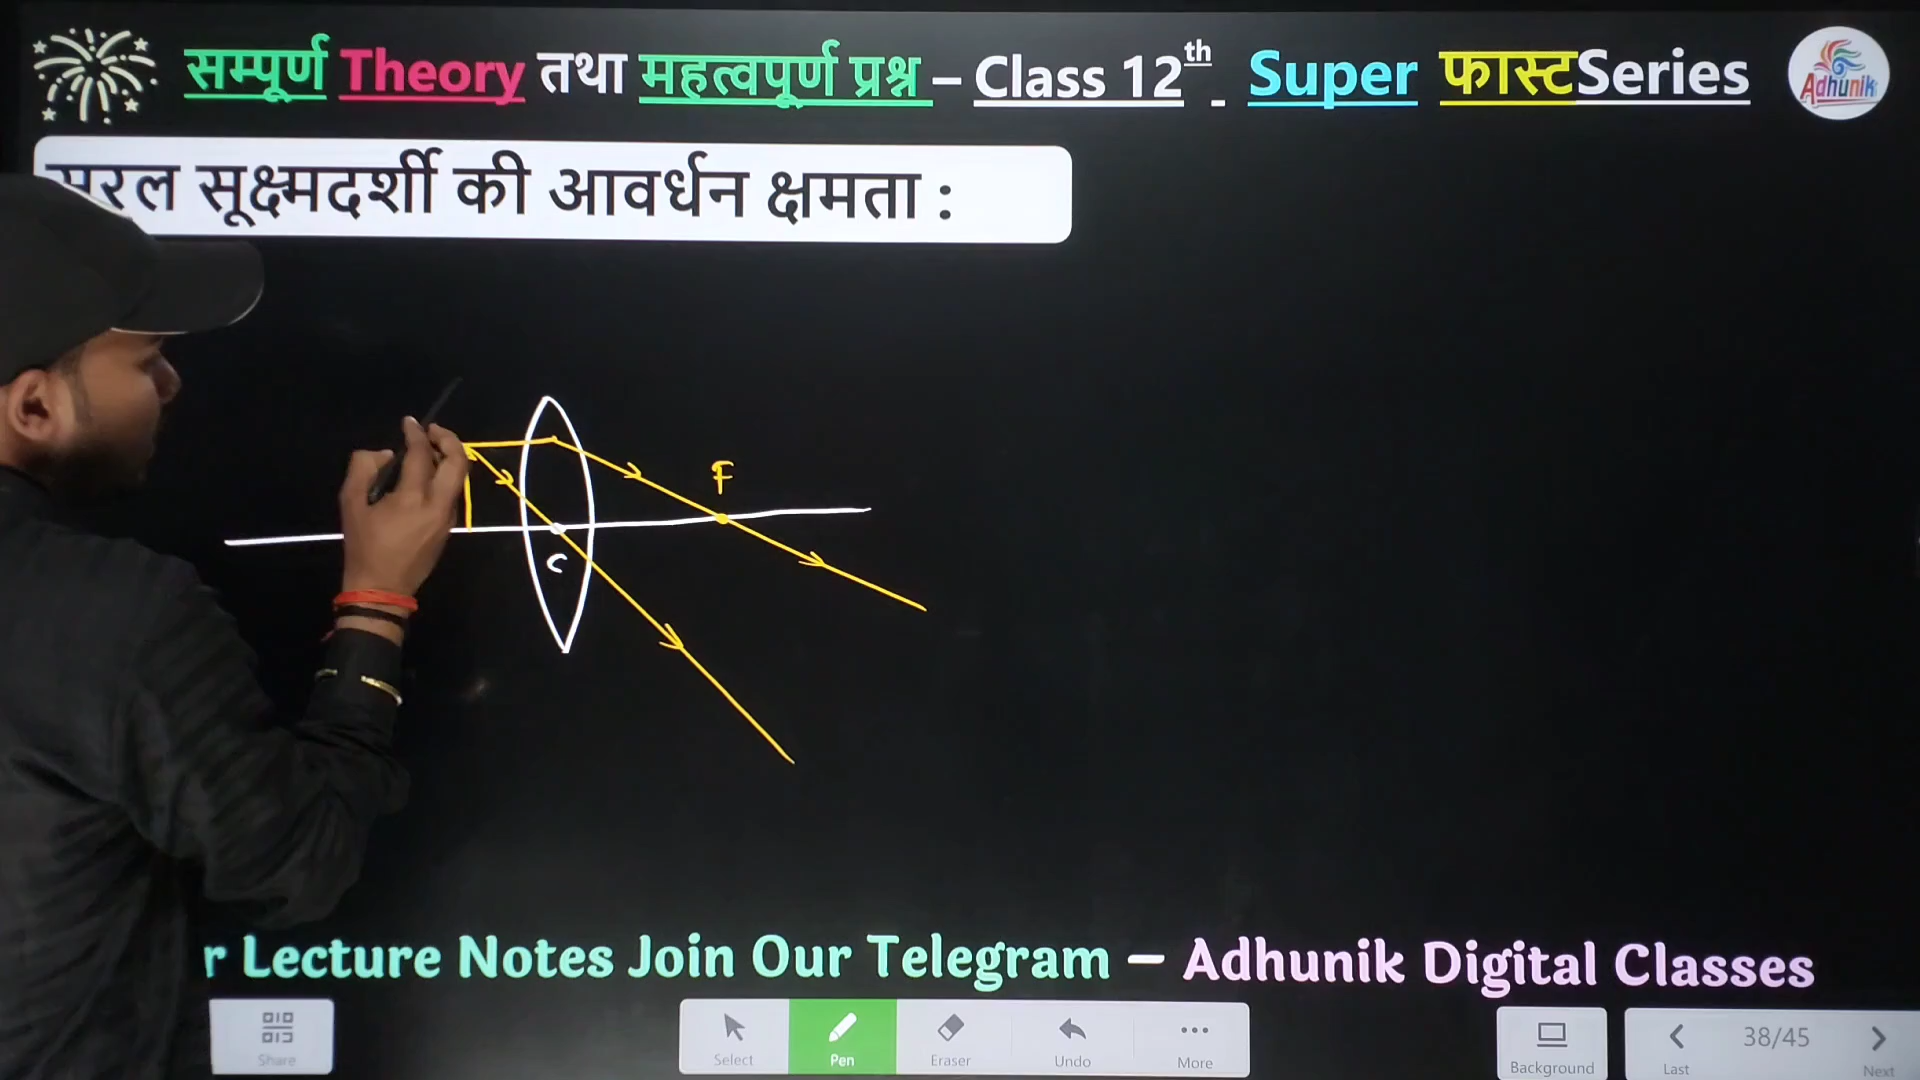 सम्पूर्ण Theory तथा महत्वपूर्ण प्रश्न – Class 12th - Super फास्टSeries
Adhunik
सरल सूक्ष्मदर्शी की आवर्धन क्षमता :
F
C
r Lecture Notes Join Our Telegram – Adhunik Digital Classes
Share
Select
Pen
Eraser
Undo
More
Background
Last
38/45
Next